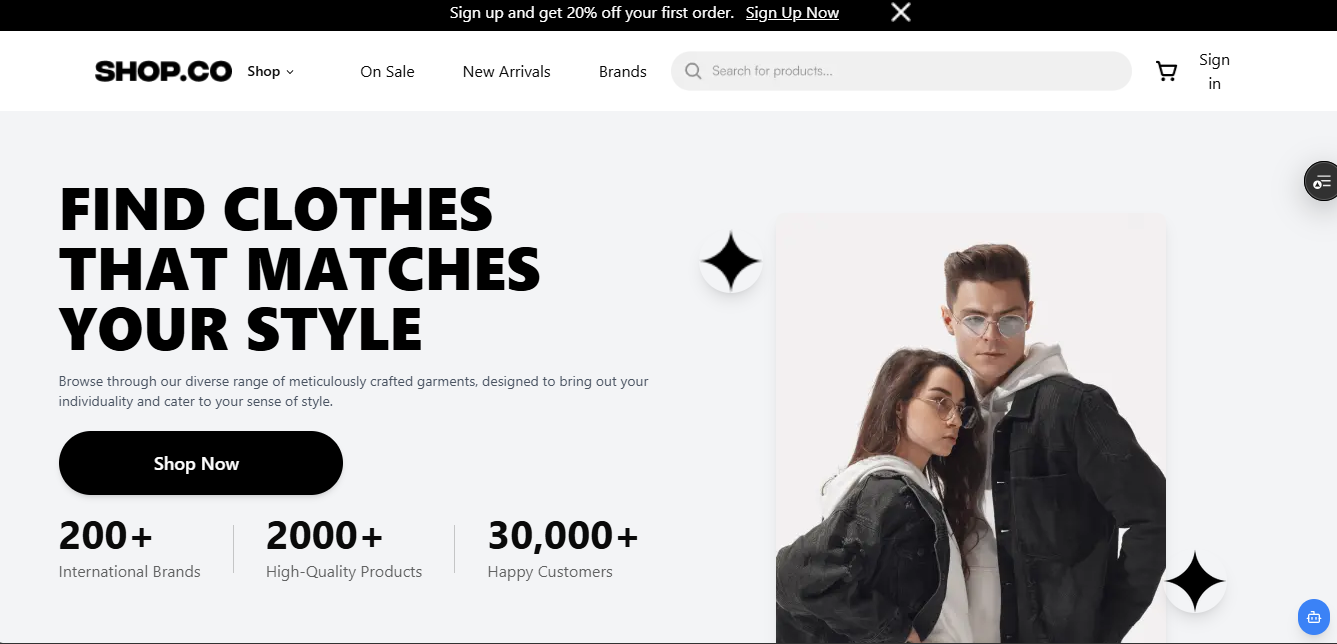 Sign up and get 20% off your first order. Sign Up Now
SHOP.CO Shop On Sale New Arrivals Brands Search for products... Sign in
FIND CLOTHES
THAT MATCHES
YOUR STYLE
Browse through our diverse range of meticulously crafted garments, designed to bring out your
individuality and cater to your sense of style.
Shop Now
200+ 2000+ 30,000+
International Brands High-Quality Products Happy Customers